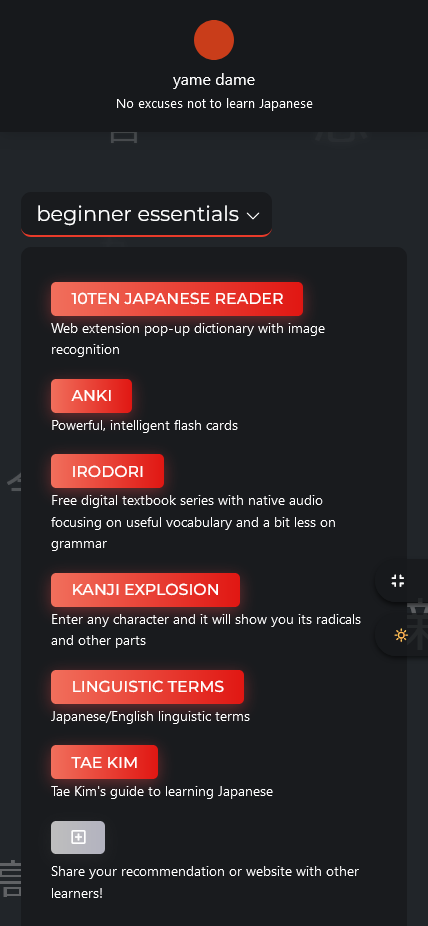 yame dame
No excuses not to learn Japanese
beginner essentials
10TEN JAPANESE READER
Web extension pop-up dictionary with image
recognition
ANKI
Powerful, intelligent flash cards
IRODORI
Free digital textbook series with native audio
focusing on useful vocabulary and a bit less on
grammar
KANJI EXPLOSION
Enter any character and it will show you its radicals
and other parts
LINGUISTIC TERMS
Japanese/English linguistic terms
TAE KIM
Tae Kim's guide to learning Japanese
Share your recommendation or website with other
learners!